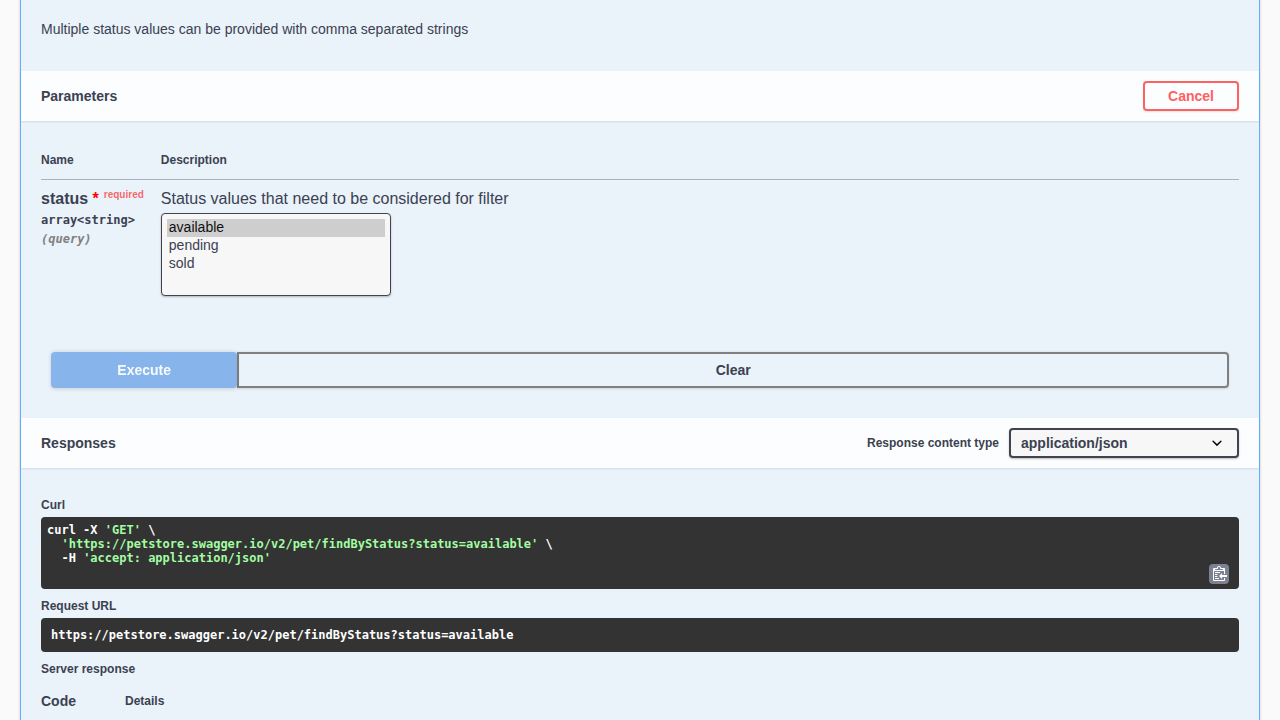 Multiple status values can be provided with comma separated strings
Parameters
Cancel
Name Description
status * required
array<string>
(query)
Status values that need to be considered for filter
available
pending
sold
Execute Clear
Responses Response content type application/json
Curl
curl -X 'GET' \
'https://petstore.swagger.io/v2/pet/findByStatus?status=available' \
-H 'accept: application/json'
Request URL
https://petstore.swagger.io/v2/pet/findByStatus?status=available
Server response
Code Details